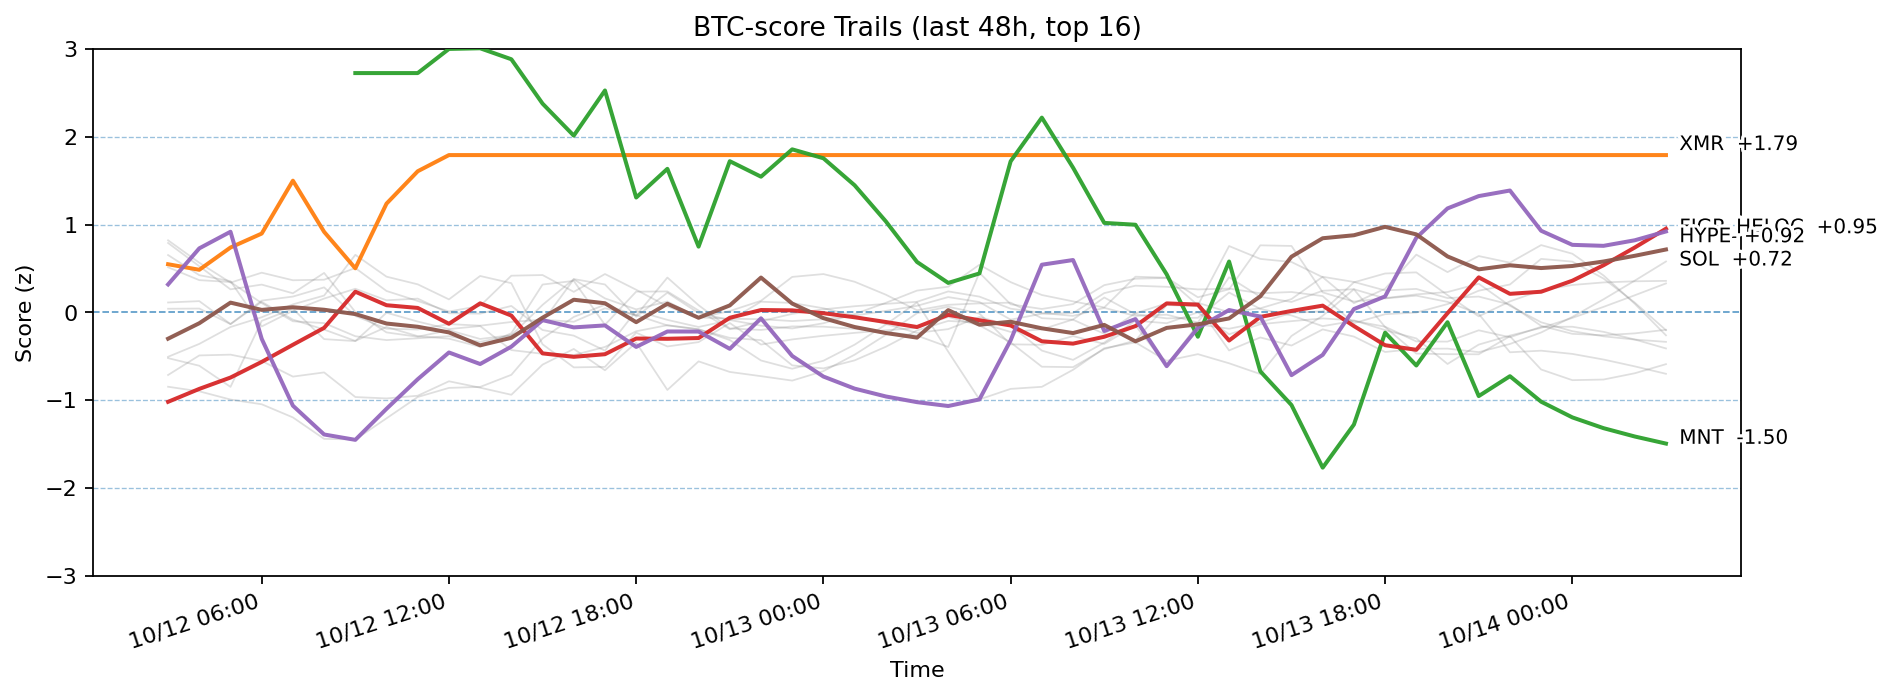 BTC-score Trails (last 48h, top 16)
Score (z)
3
2
1
0
−1
−2
−3
XMR +1.79
+0.95
HYPE +0.92
SOL +0.72
MNT -1.50
10/12 06:00
10/12 12:00
10/12 18:00
10/13 00:00
10/13 06:00
10/13 12:00
10/13 18:00
10/14 00:00
Time